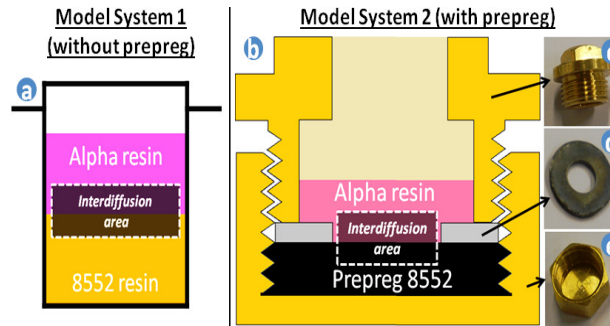 Model System 1
(without prepreg)
a
Alpha resin
Interdiffusion
area
8552 resin
Model System 2 (with prepreg)
b
Alpha resin
Interdiffusion
area
Prepreg 8552